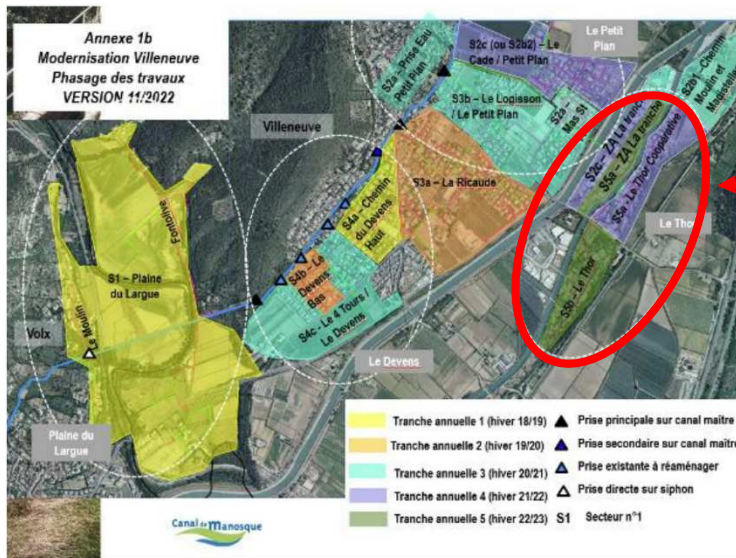 Annexe 1b
Modernisation Villeneuve
Phasage des travaux
VERSION 11/2022
Le Petit
Plan
S2a – Prise Eau
Petit Plan
S2c (ou S2b2) – Le
Cade / Petit Plan
S2b1 Chemin
Moulin et
S3b – Le Logisson
/ Le Petit Plan
S2a -
Mas St
Villeneuve
S3a – La Ricaude
S2c – ZA La tranche
S5a – ZA La tranche
S5a - Le Thor Coopérative
Le Thor
S5b – Le Thor
S4a – Chemin
du Devens
Haut
S4b – Le
Devens
Bas
S4c - Le 4 Tours /
Le Devens
Le Devens
Fontolive
S1 – Plaine
du Largue
Volx
Le Moulin
Plaine du
Largue
Tranche annuelle 1 (hiver 18/19)
Tranche annuelle 2 (hiver 19/20)
Tranche annuelle 3 (hiver 20/21)
Tranche annuelle 4 (hiver 21/22)
Tranche annuelle 5 (hiver 22/23)
Prise principale sur canal maître
Prise secondaire sur canal maître
Prise existante à réaménager
Prise directe sur siphon
S1 Secteur n°1
Canal de Manosque